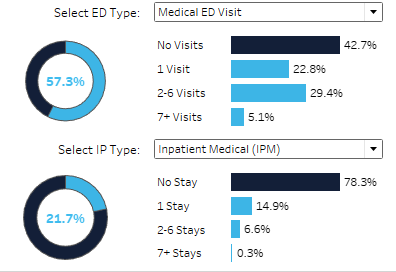 Select ED Type: Medical ED Visit
57.3%
No Visits 42.7%
1 Visit 22.8%
2-6 Visits 29.4%
7+ Visits 5.1%
Select IP Type: Inpatient Medical (IPM)
21.7%
No Stay 78.3%
1 Stay 14.9%
2-6 Stays 6.6%
7+ Stays 0.3%